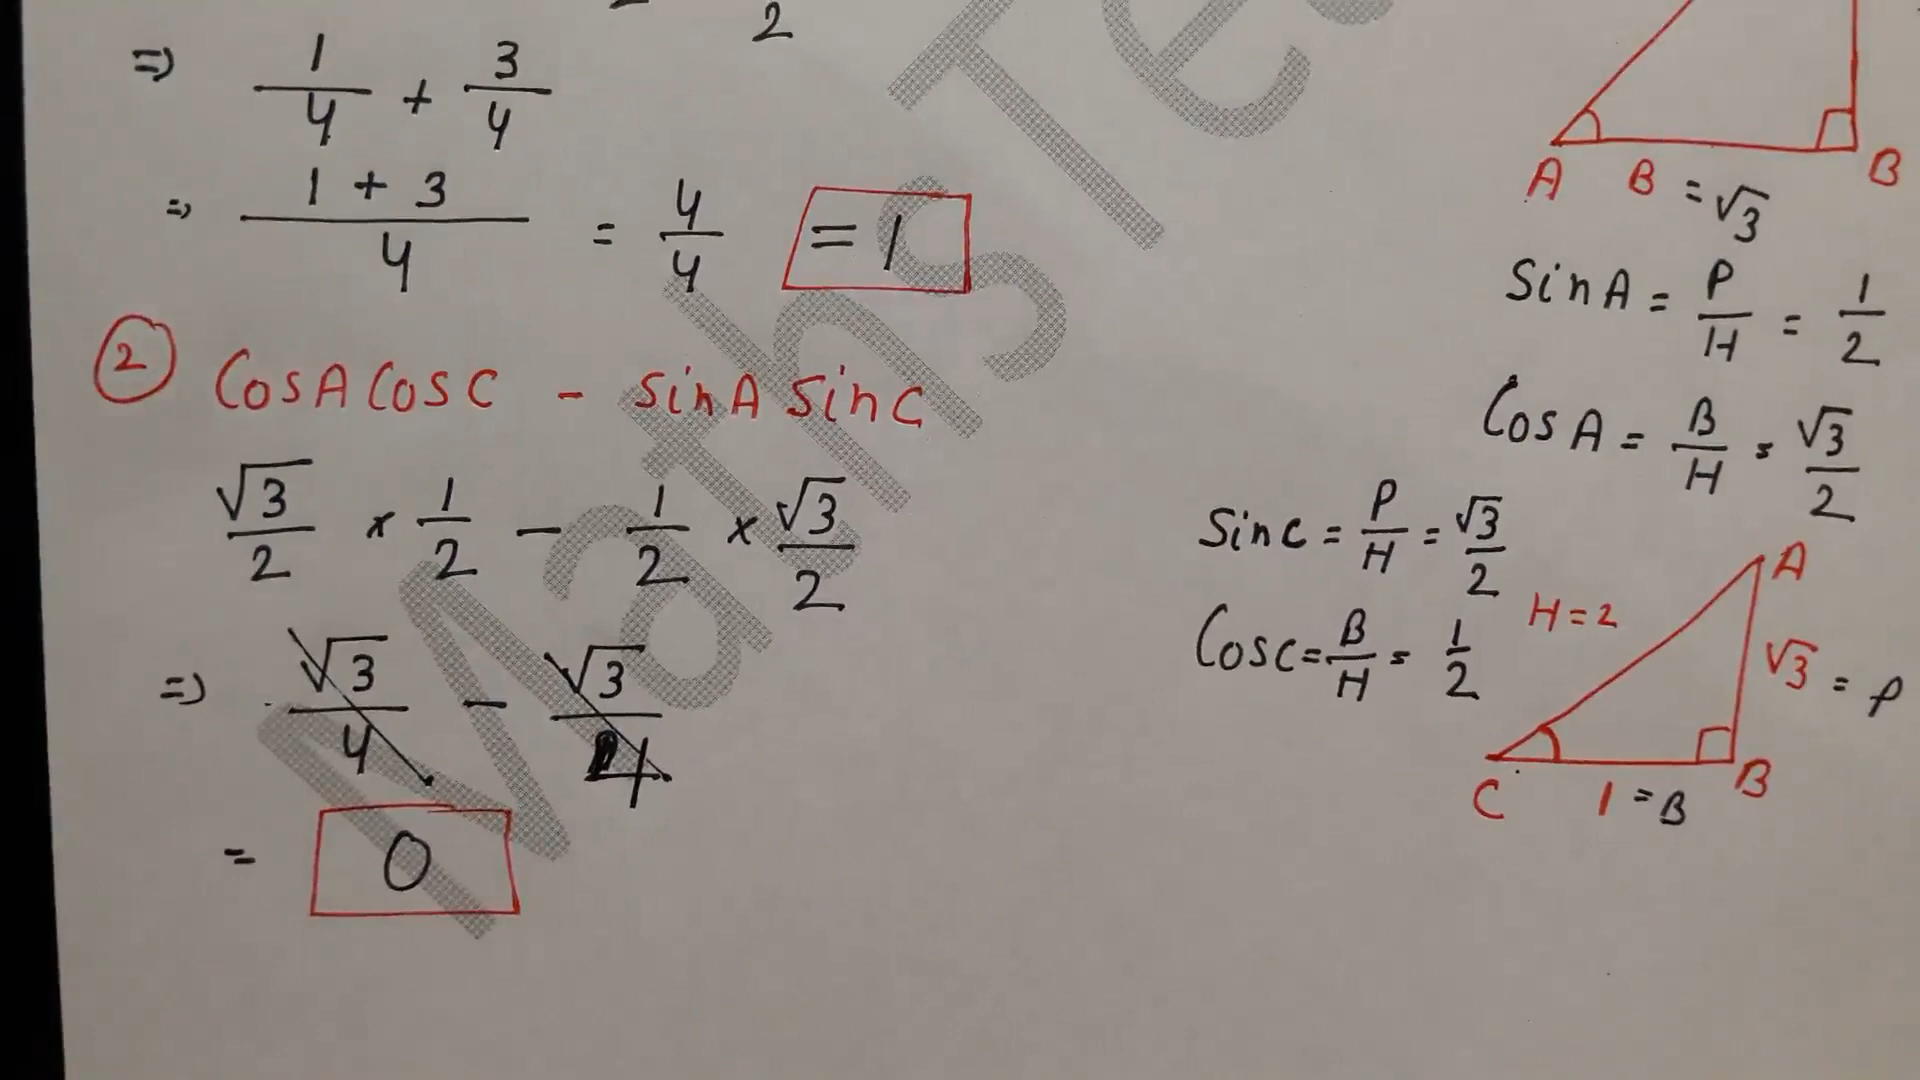 2
=> 1/4 + 3/4
=> 1 + 3/4 = 4/4 = 1
② CosA CosC - SinA SinC
√3/2 × 1/2 - 1/2 × √3/2
=> √3/4 - √3/4
= 0
A B = √3 B
SinA = P/H = 1/2
CosA = B/H = √3/2
SinC = P/H = √3/2
CosC = B/H = 1/2
A
H = 2
√3 = P
C 1 = B B
Maths Te